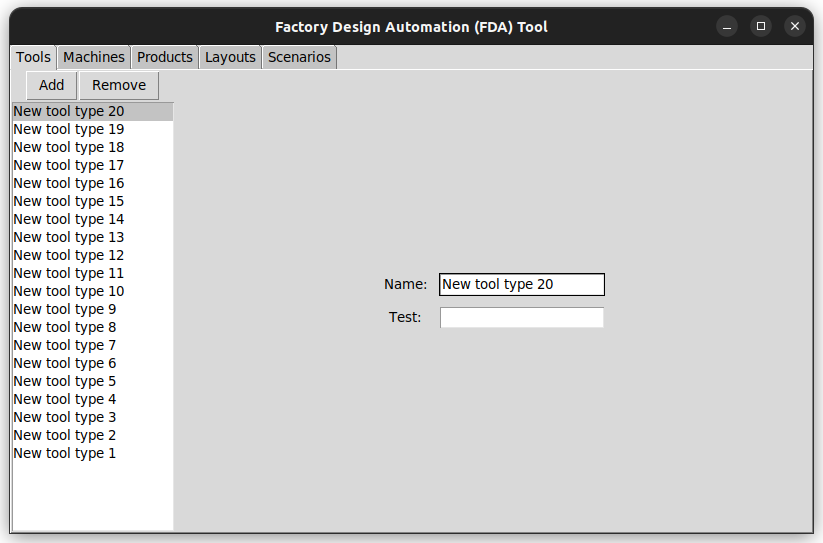 Factory Design Automation (FDA) Tool
Tools Machines Products Layouts Scenarios
Add Remove
New tool type 20
New tool type 19
New tool type 18
New tool type 17
New tool type 16
New tool type 15
New tool type 14
New tool type 13
New tool type 12
New tool type 11
New tool type 10
New tool type 9
New tool type 8
New tool type 7
New tool type 6
New tool type 5
New tool type 4
New tool type 3
New tool type 2
New tool type 1
Name: New tool type 20
Test: